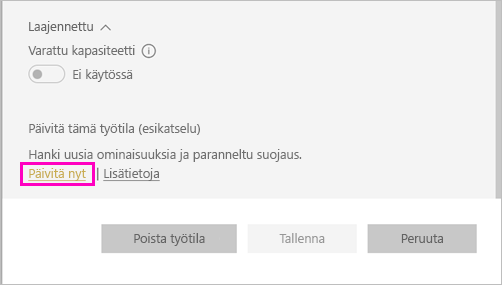 Laajennettu
Varattu kapasiteetti
Ei käytössä
Päivitä tämä työtila (esikatselu)
Hanki uusia ominaisuuksia ja paranneltu suojaus.
Päivitä nyt | Lisätietoja
Poista työtila Tallenna Peruuta